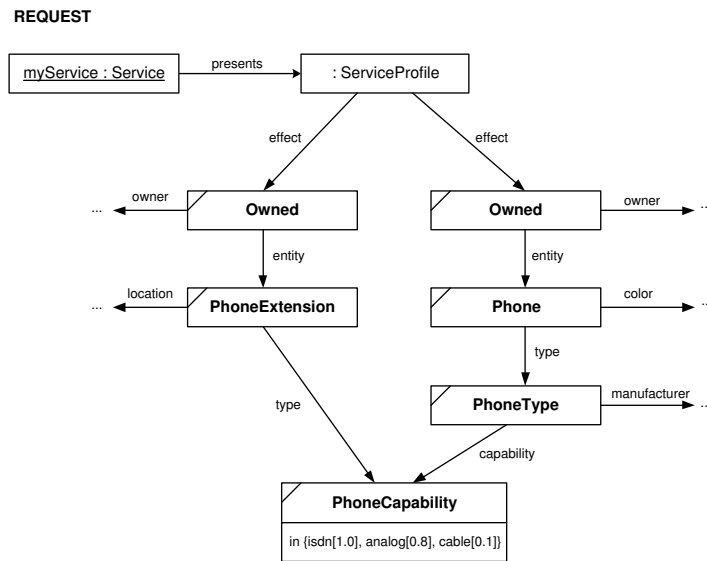 REQUEST
presents
myService : Service
: ServiceProfile
effect
effect
owner
owner
...
Owned
Owned
..
entity
entity
location
color
...
PhoneExtension
Phone
..
type
manufacturer
type
PhoneType
..
capability
PhoneCapability
in {isdn[1.0], analog[0.8], cable[0.1]}